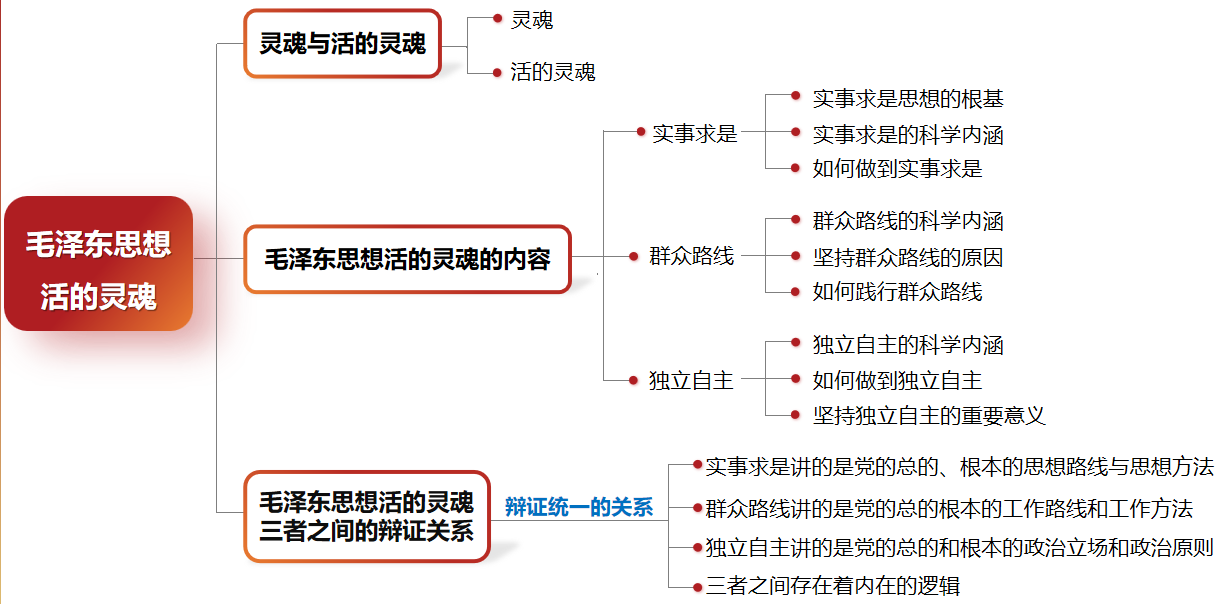 毛泽东思想
活的灵魂
灵魂与活的灵魂
灵魂
活的灵魂
毛泽东思想活的灵魂的内容
实事求是
实事求是思想的根基
实事求是的科学内涵
如何做到实事求是
群众路线
群众路线的科学内涵
坚持群众路线的原因
如何践行群众路线
独立自主
独立自主的科学内涵
如何做到独立自主
坚持独立自主的重要意义
毛泽东思想活的灵魂
三者之间的辩证关系
辩证统一的关系
实事求是讲的是党的总的、根本的思想路线与思想方法
群众路线讲的是党的总的根本的工作路线和工作方法
独立自主讲的是党的总的和根本的政治立场和政治原则
三者之间存在着内在的逻辑